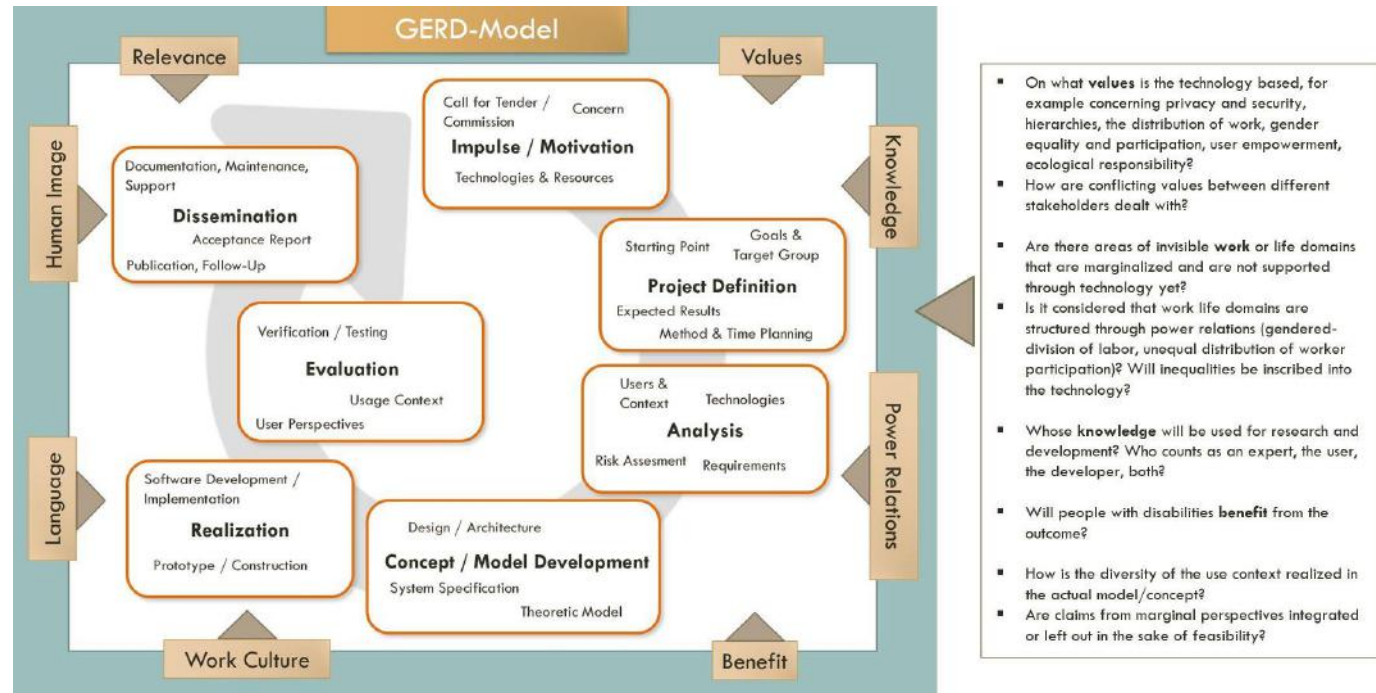 GERD-Model
Relevance
Values
Human Image
Knowledge
Language
Power Relations
Work Culture
Benefit
Call for Tender /
Commission
Concern
Impulse / Motivation
Technologies & Resources
Starting Point
Goals &
Target Group
Project Definition
Expected Results
Method & Time Planning
Users &
Context
Technologies
Analysis
Risk Assesment
Requirements
Design / Architecture
Concept / Model Development
System Specification
Theoretic Model
Software Development /
Implementation
Realization
Prototype / Construction
Verification / Testing
Evaluation
Usage Context
User Perspectives
Documentation, Maintenance,
Support
Dissemination
Acceptance Report
Publication, Follow-Up
▪ On what values is the technology based, for
example concerning privacy and security,
hierarchies, the distribution of work, gender
equality and participation, user empowerment,
ecological responsibility?
▪ How are conflicting values between different
stakeholders dealt with?
▪ Are there areas of invisible work or life domains
that are marginalized and are not supported
through technology yet?
▪ Is it considered that work life domains are
structured through power relations (gendered-
division of labor, unequal distribution of worker
participation)? Will inequalities be inscribed into
the technology?
▪ Whose knowledge will be used for research and
development? Who counts as an expert, the user,
the developer, both?
▪ Will people with disabilities benefit from the
outcome?
▪ How is the diversity of the use context realized in
the actual model/concept?
▪ Are claims from marginal perspectives integrated
or left out in the sake of feasibility?